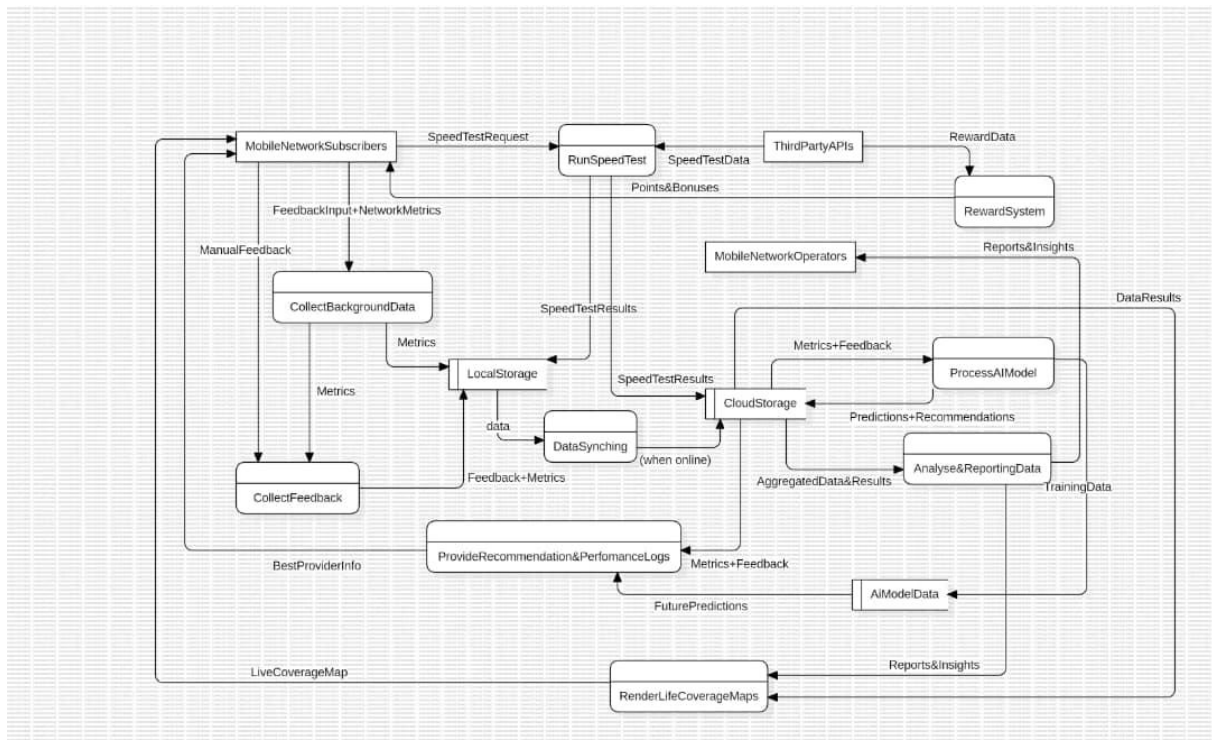 MobileNetworkSubscribers
SpeedTestRequest
RunSpeedTest
SpeedTestData
ThirdPartyAPIs
RewardData
RewardSystem
Points&Bonuses
FeedbackInput+NetworkMetrics
ManualFeedback
MobileNetworkOperators
Reports&Insights
CollectBackgroundData
SpeedTestResults
DataResults
Metrics
LocalStorage
Metrics+Feedback
ProcessAIModel
Metrics
SpeedTestResults
CloudStorage
Predictions+Recommendations
data
DataSynching
(when online)
Analyse&ReportingData
Feedback+Metrics
AggregatedData&Results
TrainingData
CollectFeedback
ProvideRecommendation&PerfomanceLogs
BestProviderInfo
Metrics+Feedback
AiModelData
FuturePredictions
LiveCoverageMap
Reports&Insights
RenderLifeCoverageMaps